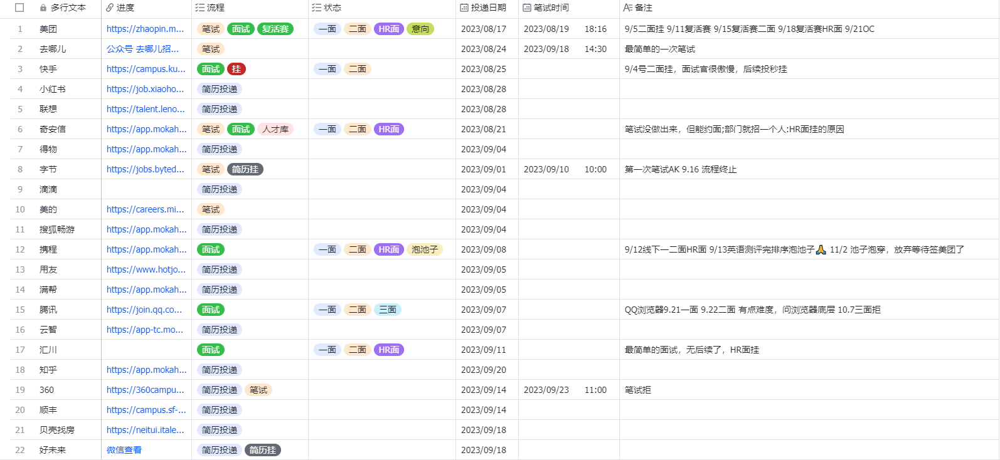 多行文本 进度 流程 状态 投递日期 笔试时间 备注
1 美团 https://zhaopin.m... 笔试 面试 复活赛 一面 二面 HR面 意向 2023/08/17 2023/08/19 18:16 9/5二面挂 9/11复活赛 9/15复活赛二面 9/18复活赛HR面 9/21OC
2 去哪儿 公众号 去哪儿招... 笔试 2023/08/24 2023/09/18 14:30 最简单的一次笔试
3 快手 https://campus.ku... 面试 挂 一面 二面 2023/08/25 9/4号二面挂，面试官很傲慢，后续投秒挂
4 小红书 https://job.xiaoho... 简历投递 2023/08/28
5 联想 https://talent.leno... 简历投递 2023/08/28
6 奇安信 https://app.mokah... 笔试 面试 人才库 一面 二面 HR面 2023/08/21 笔试没做出来，但能约面;部门就招一个人:HR面挂的原因
7 得物 https://app.mokah... 简历投递 2023/09/04
8 字节 https://jobs.byted... 笔试 简历挂 2023/09/01 2023/09/10 10:00 第一次笔试AK 9.16 流程终止
9 滴滴 简历投递 2023/09/04
10 美的 https://careers.mi... 笔试 2023/09/04
11 搜狐畅游 https://app.mokah... 简历投递 2023/09/04
12 携程 https://app.mokah... 面试 一面 二面 HR面 泡池子 2023/09/08 9/12线下一二面HR面 9/13英语测评完排序泡池子🙏 11/2 池子泡穿，放弃等待签美团了
13 用友 https://www.hotjo... 简历投递 2023/09/05
14 满帮 https://app.mokah... 简历投递 2023/09/05
15 腾讯 https://join.qq.co... 面试 一面 二面 三面 2023/09/07 QQ浏览器9.21一面 9.22二面 有点难度，问浏览器底层 10.7三面拒
16 云智 https://app-tc.mo... 简历投递 2023/09/07
17 汇川 面试 一面 二面 HR面 2023/09/11 最简单的面试，无后续了，HR面挂
18 知乎 https://app.mokah... 简历投递 2023/09/20
19 360 https://360campu... 简历投递 笔试 2023/09/14 2023/09/23 11:00 笔试拒
20 顺丰 https://campus.sf-... 简历投递 2023/09/14
21 贝壳找房 https://neitui.itale... 简历投递 2023/09/18
22 好未来 微信查看 简历投递 简历挂 2023/09/18